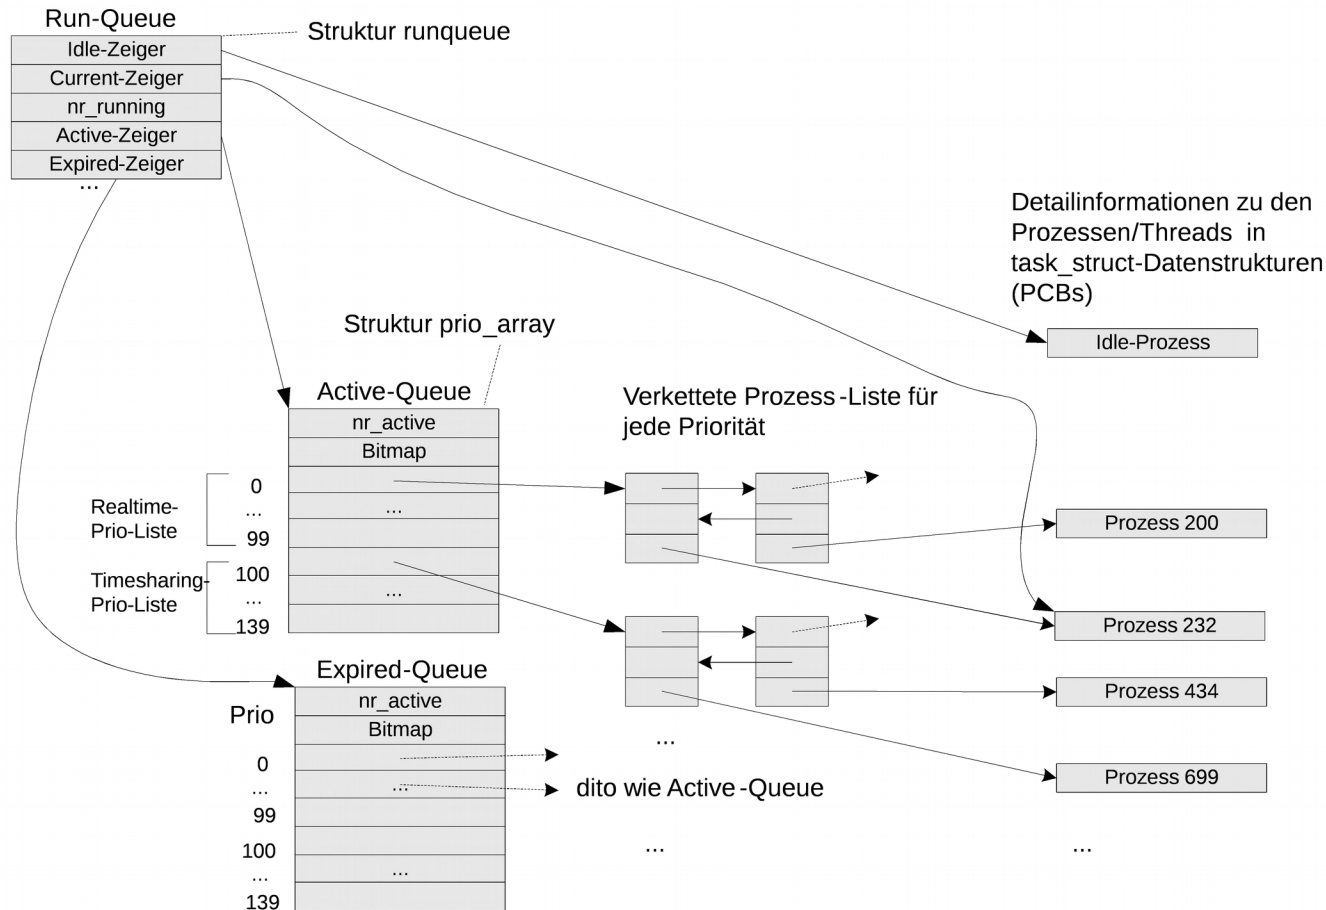 Run-Queue
Struktur runqueue
Idle-Zeiger
Current-Zeiger
nr_running
Active-Zeiger
Expired-Zeiger
...
Detailinformationen zu den
Prozessen/Threads in
task_struct-Datenstrukturen
(PCBs)
Idle-Prozess
Struktur prio_array
Active-Queue
nr_active
Bitmap
Verkettete Prozess-Liste für
jede Priorität
Realtime-
Prio-Liste
0
...
99
...
Timesharing-
Prio-Liste
100
...
139
...
Prozess 200
Prozess 232
Prozess 434
Prozess 699
...
...
Expired-Queue
nr_active
Bitmap
Prio
0
...
99
100
...
139
...
...
dito wie Active-Queue
...